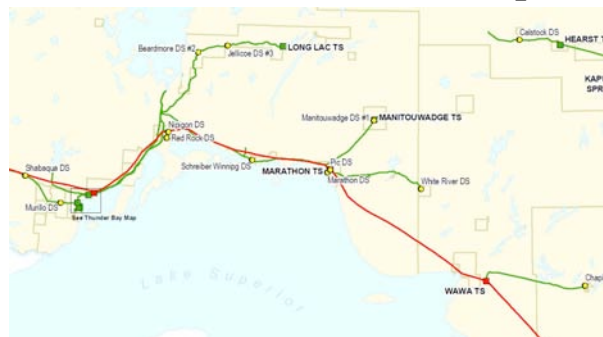 Calstock DS
HEARST T
Beardmore DS #2
Jellicoe DS #3
LONG LAC TS
KAP
SPR
Manitouwadge DS #1
MANITOUWADGE TS
Nipigon DS
Red Rock DS
Schreiber Winnipg DS
Pic DS
MARATHON TS
Marathon DS
White River DS
Shabaqua DS
Murillo DS
See Thunder Bay Map
Lake Superior
WAWA TS
Chapl